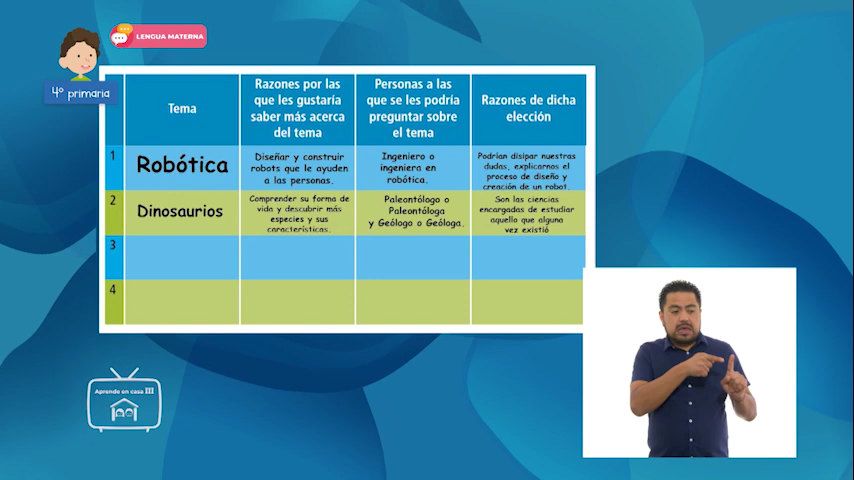 LENGUA MATERNA
4º primaria
Tema
Razones por las
que les gustaría
saber más acerca
del tema
Personas a las
que se les podría
preguntar sobre
el tema
Razones de dicha
elección
1
Robótica
Diseñar y construir
robots que le ayuden
a las personas.
Ingeniero o
ingeniera en
robótica.
Podrían disipar nuestras
dudas, explicarnos el
proceso de diseño y
creación de un robot.
2
Dinosaurios
Comprender su forma de
vida y descubrir más
especies y sus
características.
Paleontólogo o
Paleontóloga
y Geólogo o Geóloga.
Son las ciencias
encargadas de estudiar
aquello que alguna
vez existió
3
4
Aprende en casa III